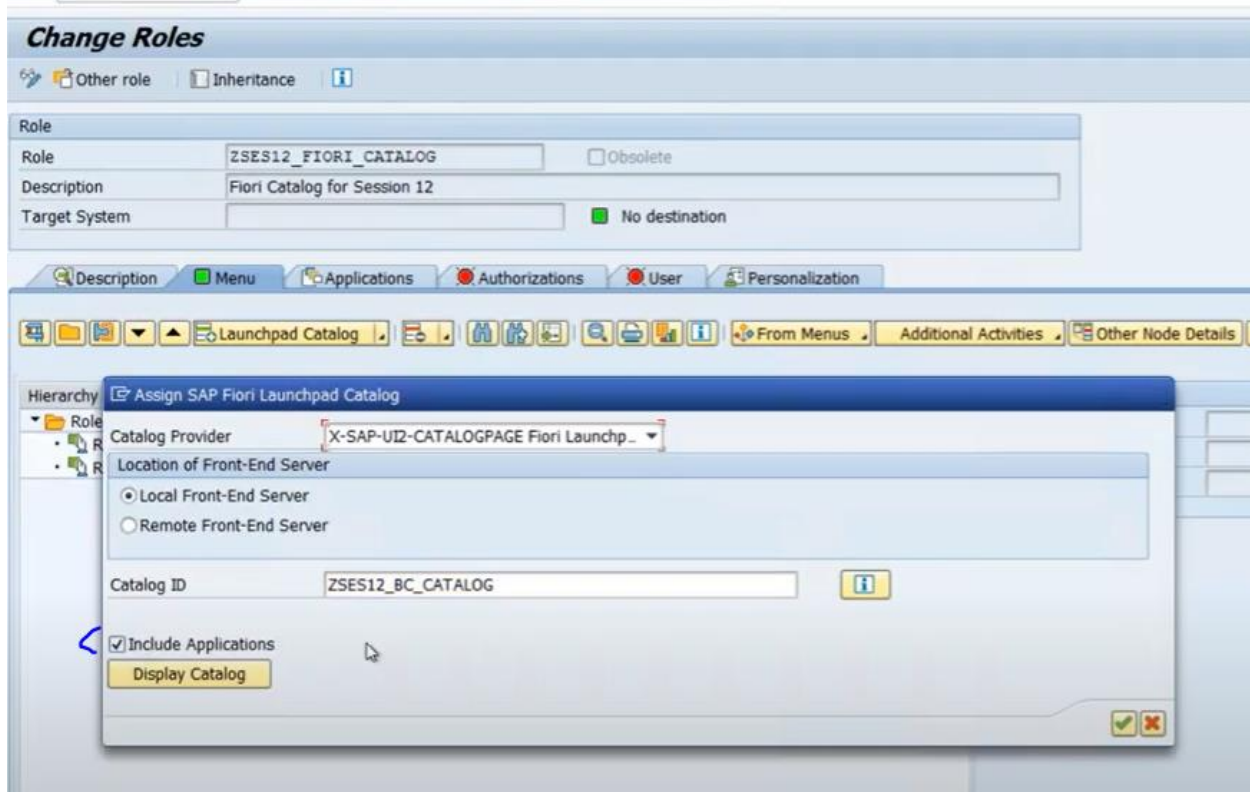 Change Roles
Other role Inheritance
Role
Role ZSES12_FIORI_CATALOG Obsolete
Description Fiori Catalog for Session 12
Target System No destination
Description Menu Applications Authorizations User Personalization
Launchpad Catalog From Menus Additional Activities Other Node Details
Hierarchy Assign SAP Fiori Launchpad Catalog
Role
Catalog Provider X-SAP-UI2-CATALOGPAGE Fiori Launchp..
R
Location of Front-End Server
R
Local Front-End Server
Remote Front-End Server
Catalog ID ZSES12_BC_CATALOG
Include Applications
Display Catalog